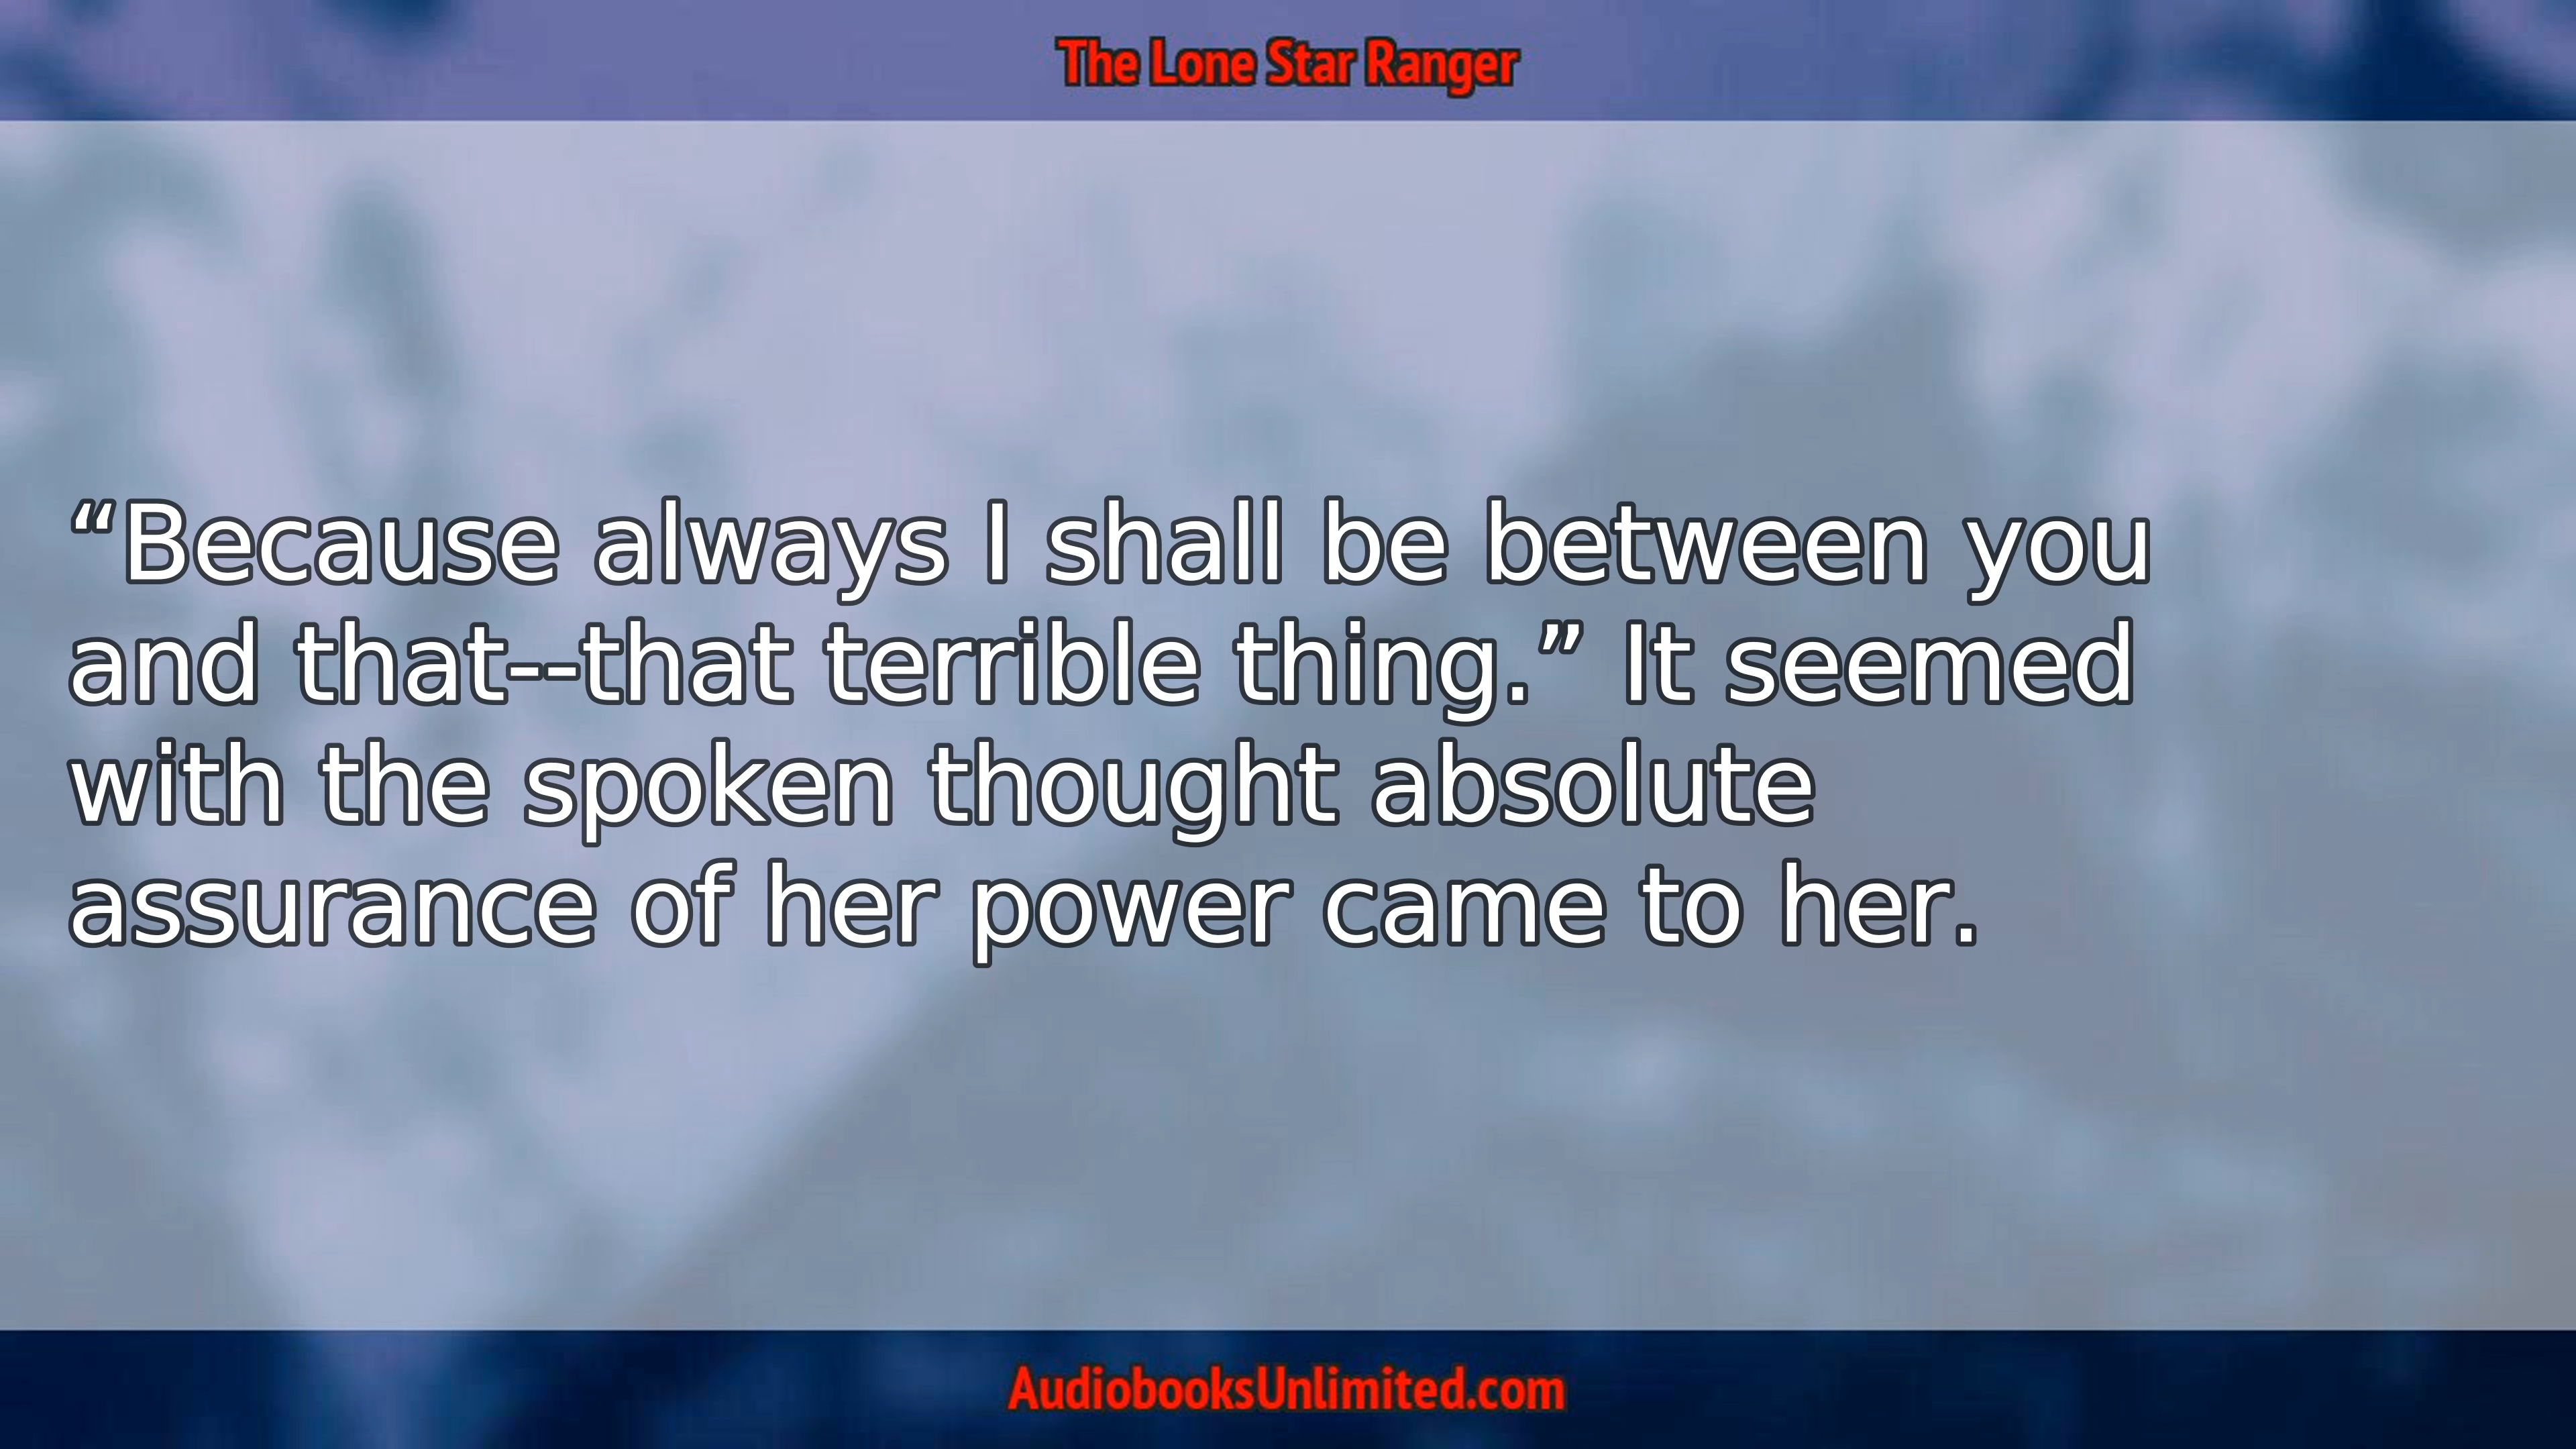 The Lone Star Ranger
“Because always I shall be between you
and that--that terrible thing.” It seemed
with the spoken thought absolute
assurance of her power came to her.
AudiobooksUnlimited.com